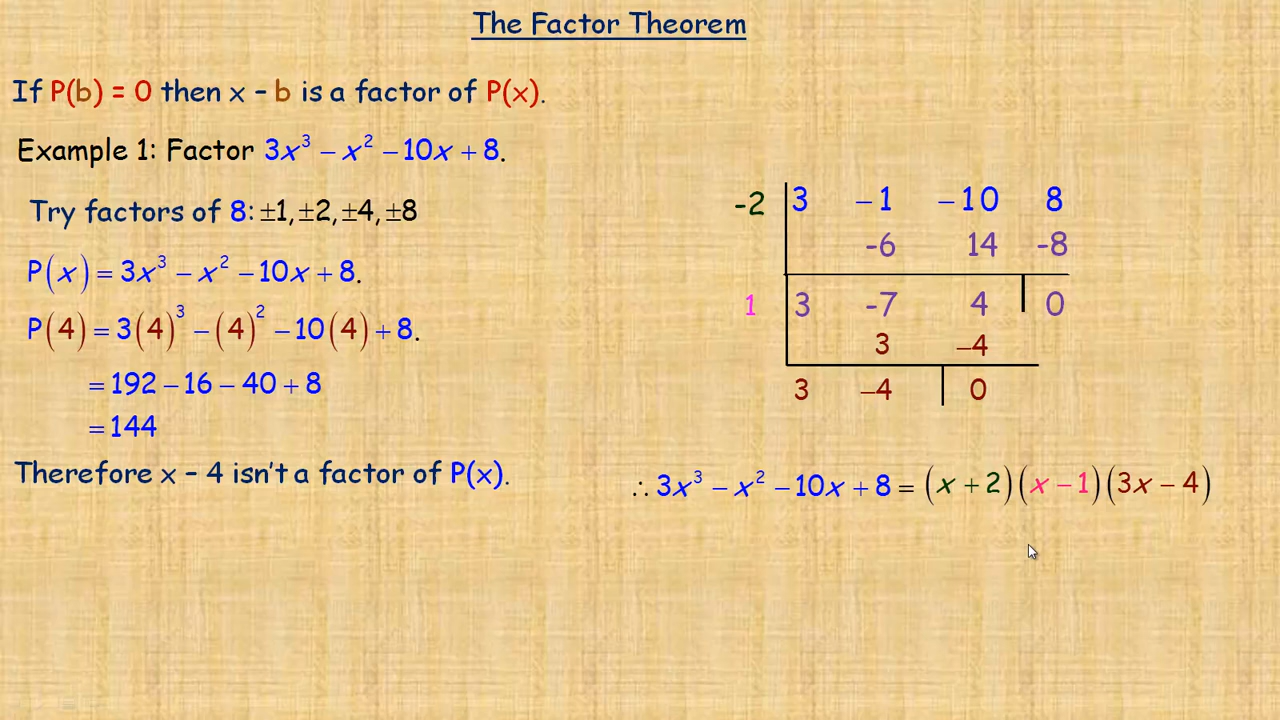 The Factor Theorem
If P(b) = 0 then x – b is a factor of P(x).
Example 1: Factor 3x³ – x² – 10x + 8.
Try factors of 8: ±1, ±2, ±4, ±8
P(x) = 3x³ – x² – 10x + 8.
P(4) = 3(4)³ – (4)² – 10(4) + 8.
= 192 – 16 – 40 + 8
= 144
Therefore x – 4 isn't a factor of P(x).
-2 3 –1 –10 8
-6 14 -8
1 3 -7 4 0
3 –4
3 –4 0
∴ 3x³ – x² – 10x + 8 = (x + 2)(x – 1)(3x – 4)